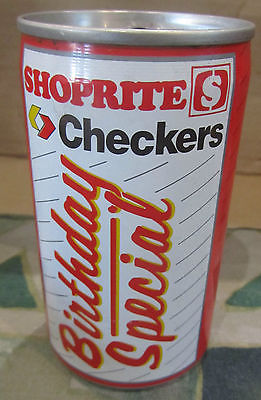 SHOPRITE S
Checkers
Birthday
Special